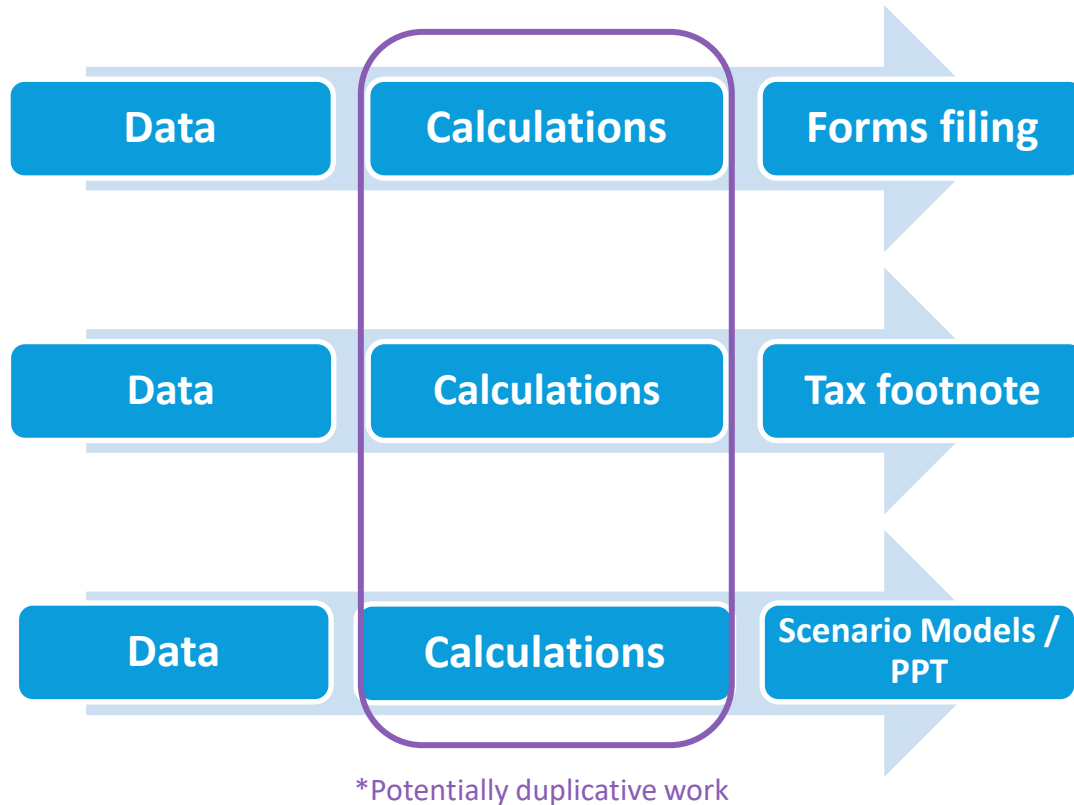 Data
Calculations
Forms filing
Data
Calculations
Tax footnote
Data
Calculations
Scenario Models /
PPT
*Potentially duplicative work